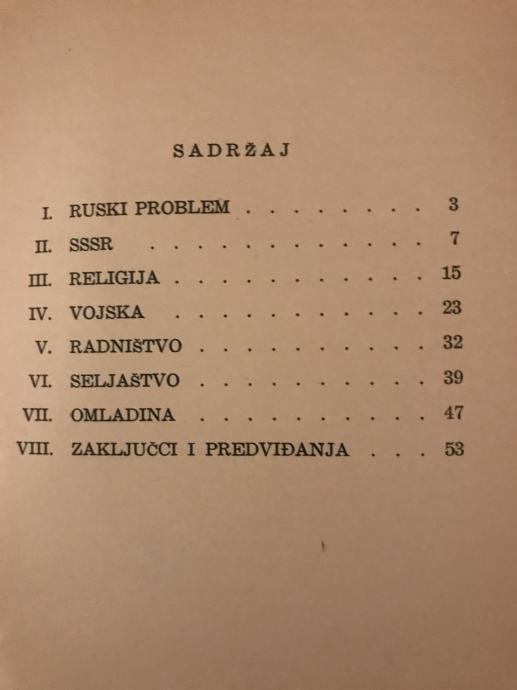 SADRŽAJ
I. RUSKI PROBLEM . . . . . . . . 3
II. SSSR . . . . . . . . . . . . 7
III. RELIGIJA . . . . . . . . . . . 15
IV. VOJSKA . . . . . . . . . . . 23
V. RADNIŠTVO . . . . . . . . . . 32
VI. SELJAŠTVO . . . . . . . . . . 39
VII. OMLADINA . . . . . . . . . . 47
VIII. ZAKLJUČCI I PREDVIĐANJA . . . 53